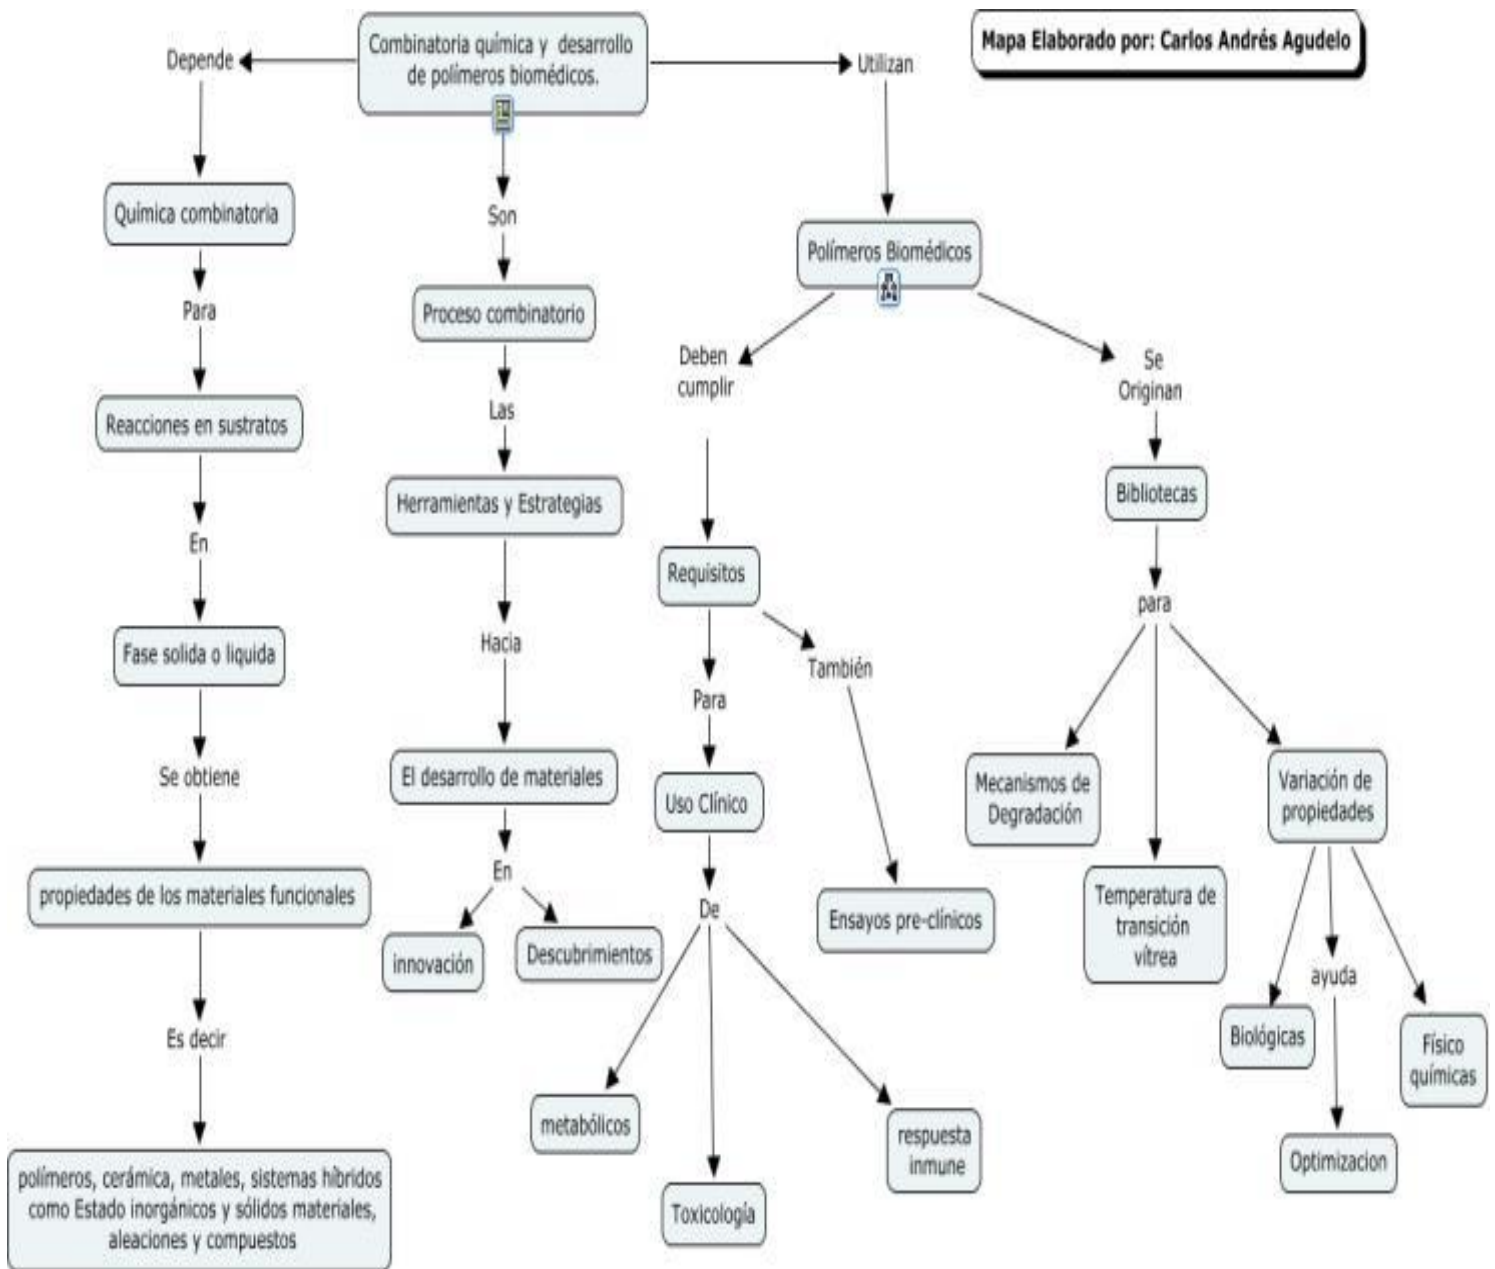 Combinatoria química y desarrollo
de polímeros biomédicos.
Mapa Elaborado por: Carlos Andrés Agudelo
Depende
Química combinatoria
Para
Reacciones en sustratos
En
Fase solida o liquida
Se obtiene
propiedades de los materiales funcionales
Es decir
polímeros, cerámica, metales, sistemas híbridos
como Estado inorgánicos y sólidos materiales,
aleaciones y compuestos
Son
Proceso combinatorio
Las
Herramientas y Estrategias
Hacia
El desarrollo de materiales
En
innovación
Descubrimientos
Utilizan
Polímeros Biomédicos
Deben
cumplir
Requisitos
Para
Uso Clínico
De
metabólicos
Toxicología
respuesta
inmune
También
Ensayos pre-clínicos
Se
Originan
Bibliotecas
para
Mecanismos de
Degradación
Temperatura de
transición
vítrea
Variación de
propiedades
Biológicas
ayuda
Optimizacion
Físico
químicas